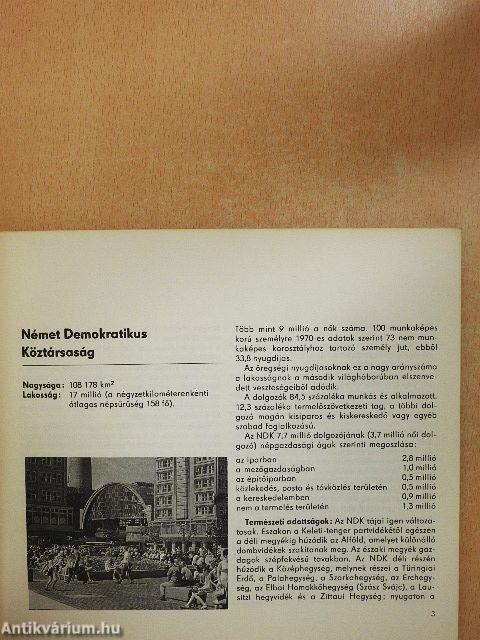 Német Demokratikus
Köztársaság
Nagysága: 108 178 km²
Lakosság: 17 millió (a négyzetkilométerenkénti
átlagos népsűrűség 158 fő).
Több mint 9 millió a nők száma. 100 munkaképes
korú személyre 1970-es adatok szerint 73 nem mun-
kaképes korosztályhoz tartozó személy jut, ebből
33,8 nyugdíjas.
Az öregségi nyugdíjasoknak ez a nagy arányszáma
a lakosságnak a második világháborúban elszenve-
dett veszteségeiből adódik.
A dolgozók 84,5 százaléka munkás és alkalmazott,
12,3 százaléka termelőszövetkezeti tag, a többi dol-
gozó magán kisiparos és kiskereskedő vagy egyéb
szabad foglalkozású.
Az NDK 7,7 millió dolgozójának (3,7 millió női dol-
gozó) népgazdasági ágak szerinti megoszlása:
az iparban 2,8 millió
a mezőgazdaságban 1,0 millió
az építőiparban 0,5 millió
közlekedés, posta és távközlés területén 0,5 millió
a kereskedelemben 0,9 millió
nem a termelés területén 1,3 millió
Természeti adottságok: Az NDK tájai igen változa-
tosak. Északon a Keleti-tenger partvidékétől egészen
a déli megyékig húzódik az Alföld, amelyet különálló
dombvidékek szakítanak meg. Az északi megyék gaz-
dagok szépfekvésű tavakban. Az NDK déli részén
húzódik a Középhegység, melynek részei a Türingiai
Erdő, a Palahegység, a Szarkahegység, az Érchegy-
ség, az Elbai Homokkőhegység (Szász Svájc), a Lau-
sitzi hegyvidék és a Zittaui Hegység; nyugaton a
3
Antikvárium.hu